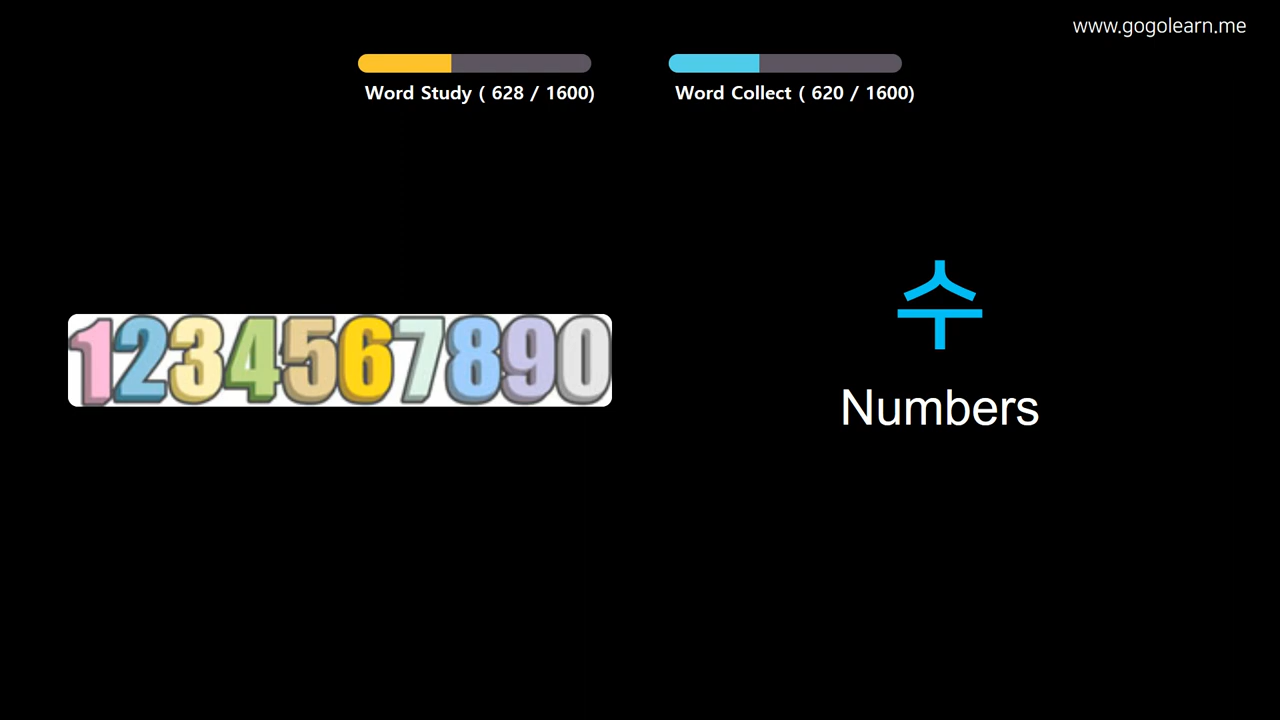 www.gogolearn.me
Word Study ( 628 / 1600)
Word Collect ( 620 / 1600)
1234567890
수
Numbers